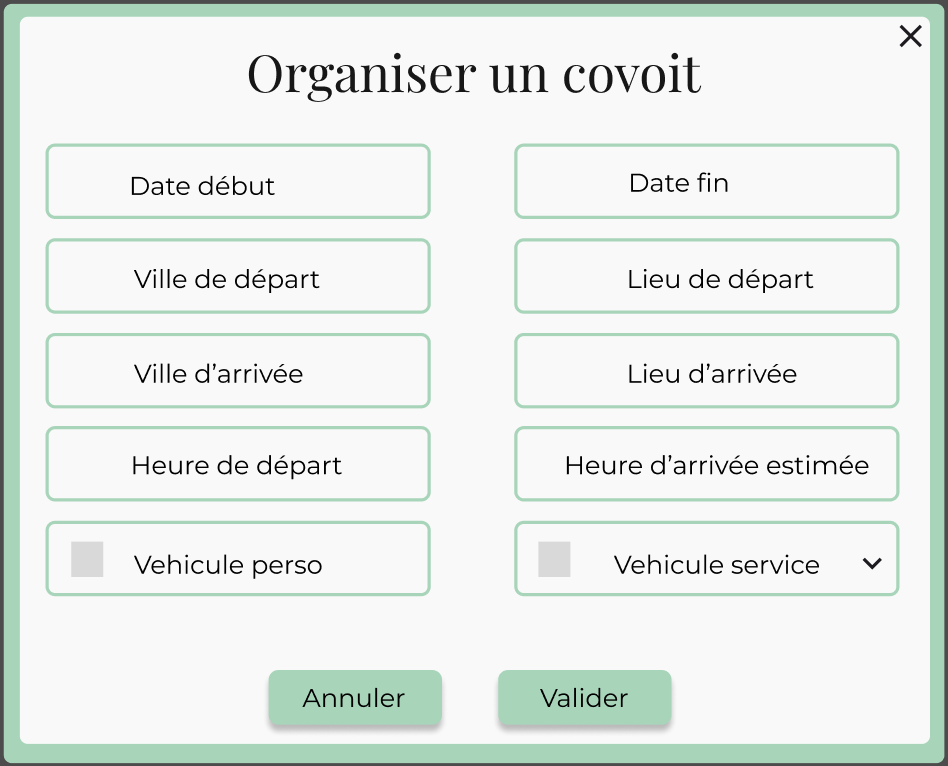 Organiser un covoit
Date début
Date fin
Ville de départ
Lieu de départ
Ville d’arrivée
Lieu d’arrivée
Heure de départ
Heure d’arrivée estimée
Vehicule perso
Vehicule service
Annuler
Valider